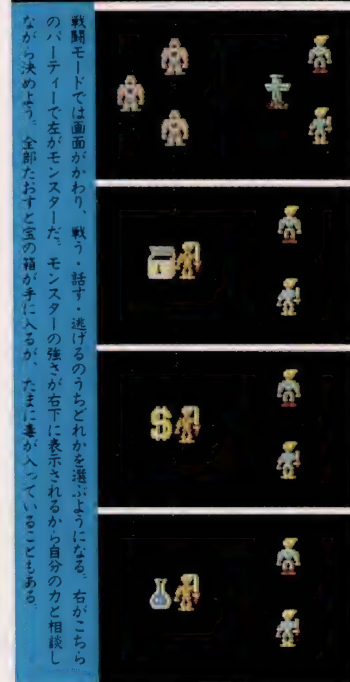 戦闘モードでは画面がかわり、戦う・話す・逃げるのうちどれかを選ぶようになる。右がこちら
のパーティーで左がモンスターだ。モンスターの強さが右下に表示されるから自分の力と相談し
ながら決めよう。全部たおすと宝の箱が手に入るが、たまに毒が入っていることもある。
$